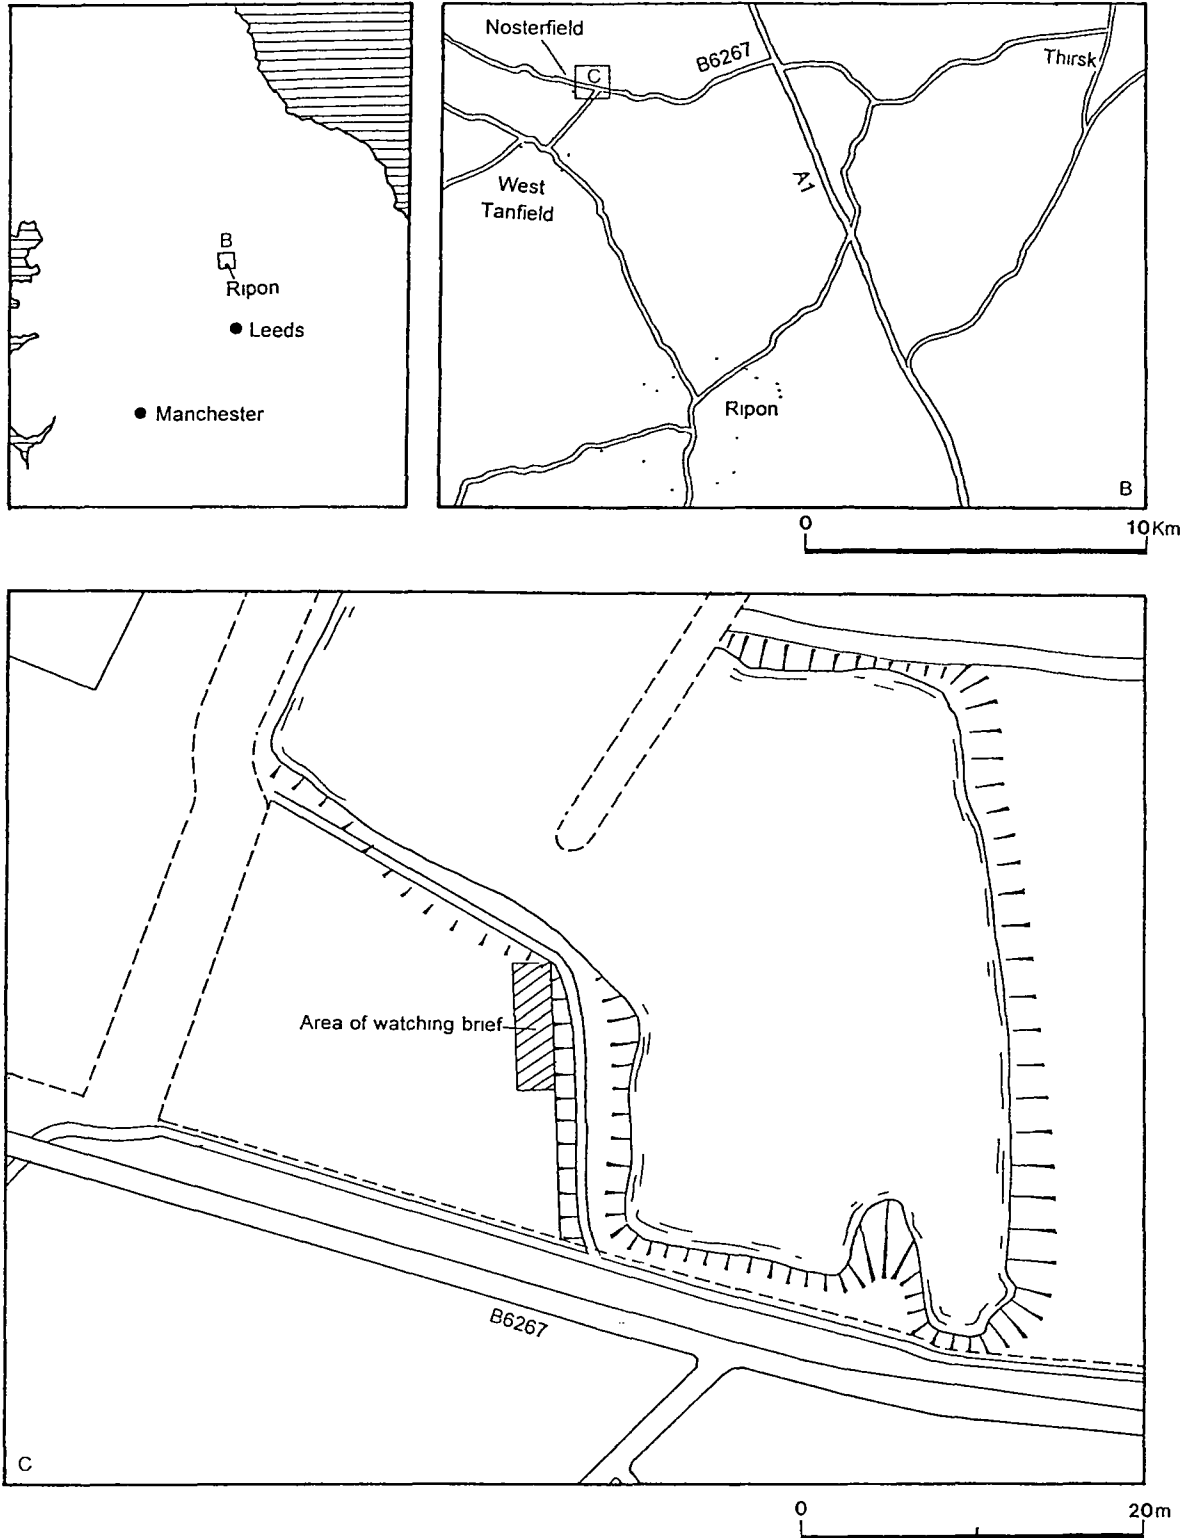 B
Ripon
Leeds
Manchester
Nosterfield
C
B6267
Thirsk
A1
West
Tanfield
Ripon
B
0 10Km
Area of watching brief
B6267
C
0 20m